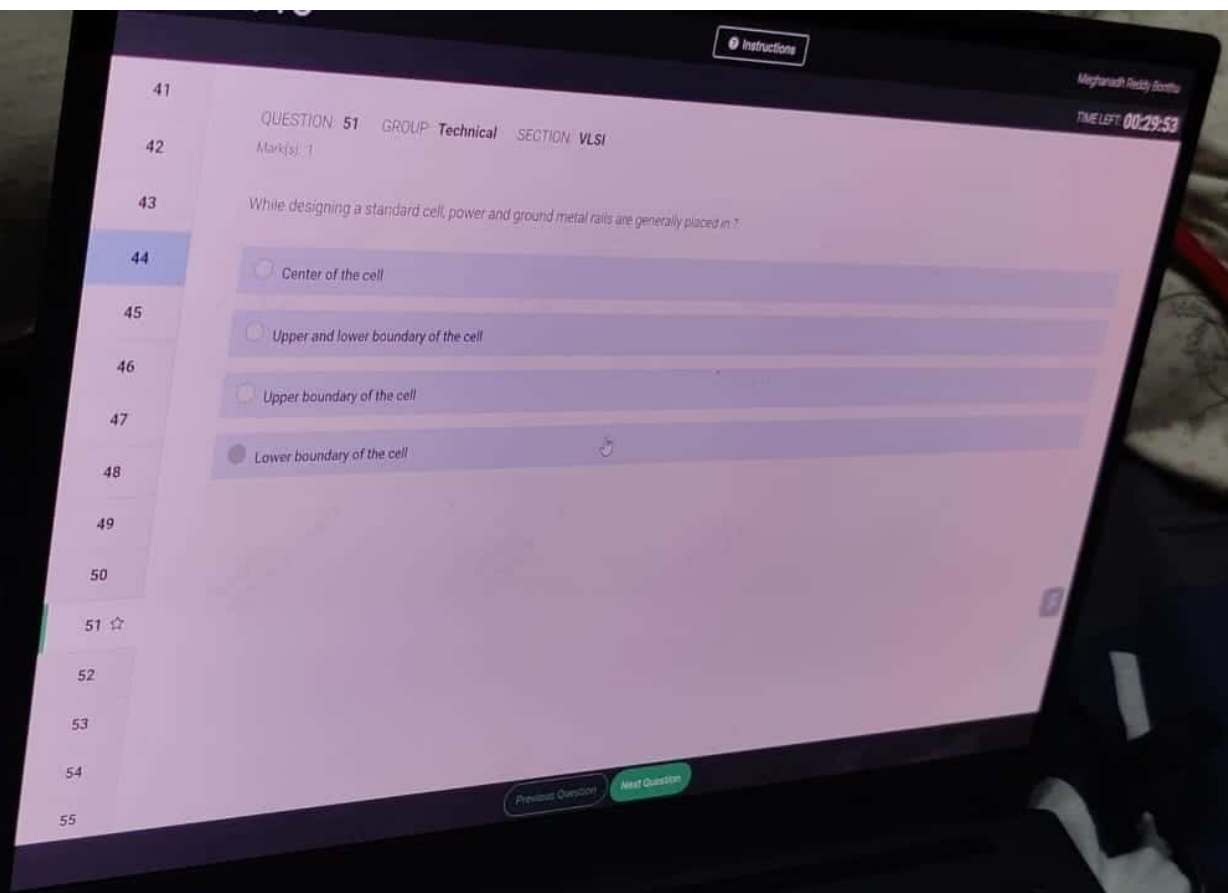 Instructions
Meghanadh Reddy Bonthu
TIME LEFT: 00:29:53
41
42
43
44
45
46
47
48
49
50
51
52
53
54
55
QUESTION: 51 GROUP: Technical SECTION: VLSI
Mark(s): 1
While designing a standard cell, power and ground metal rails are generally placed in ?
Center of the cell
Upper and lower boundary of the cell
Upper boundary of the cell
Lower boundary of the cell
Previous Question
Next Question